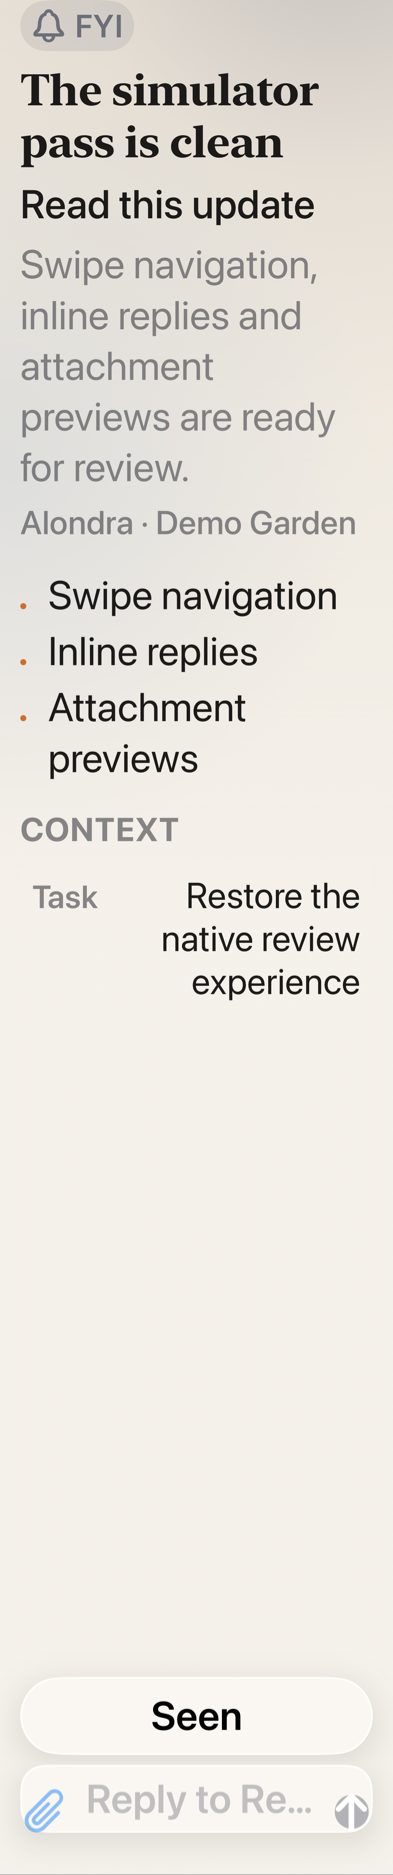 FYI
The simulator
pass is clean
Read this update
Swipe navigation,
inline replies and
attachment
previews are ready
for review.
Alondra · Demo Garden
Swipe navigation
Inline replies
Attachment
previews
CONTEXT
Task
Restore the
native review
experience
Seen
Reply to Re...